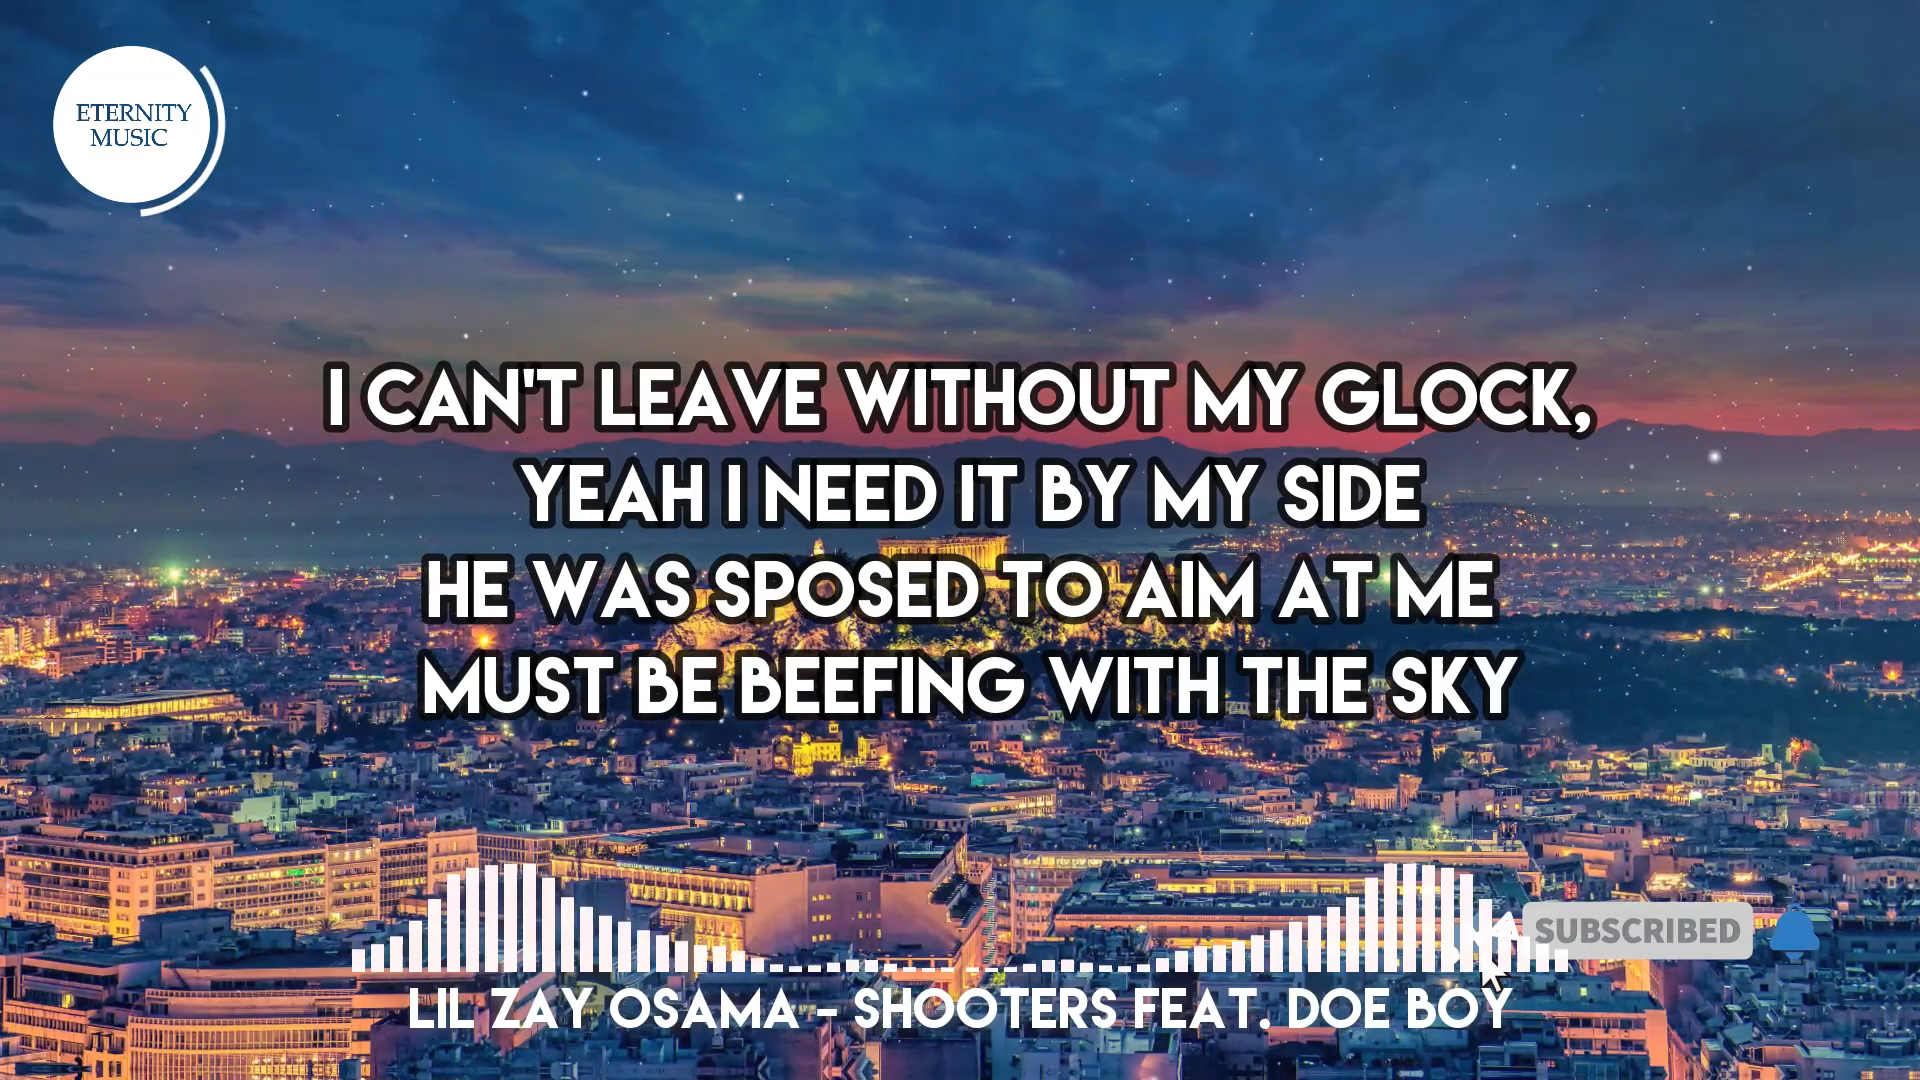 ETERNITY
MUSIC
I CAN'T LEAVE WITHOUT MY GLOCK,
YEAH I NEED IT BY MY SIDE
HE WAS SPOSED TO AIM AT ME
MUST BE BEEFING WITH THE SKY
SUBSCRIBED
LIL ZAY OSAMA - SHOOTERS FEAT. DOE BOY